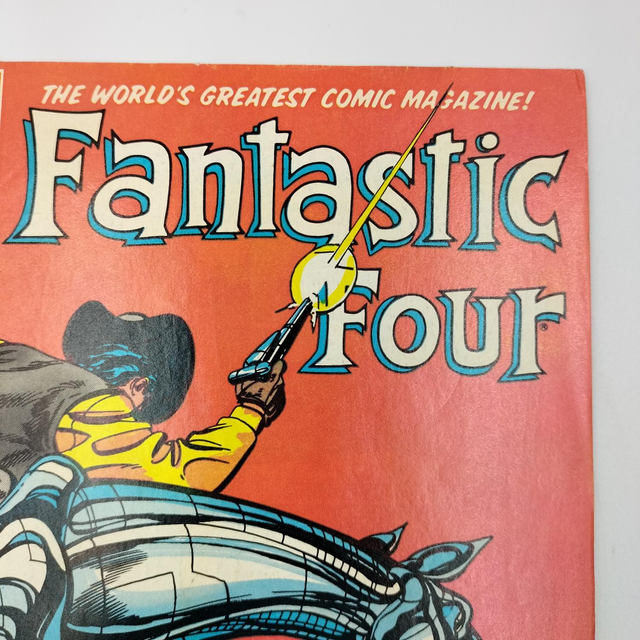 THE WORLD'S GREATEST COMIC MAGAZINE!
Fantastic
Four®